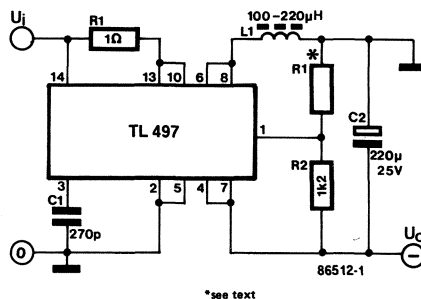 Ui
R1
1Ω
L1
100–220μH
14
13
10
6
8
*
R1
TL 497
1
C2
220μ
25V
R2
1k2
3
2
5
4
7
C1
270p
0
Uo
−
86512-1
*see text